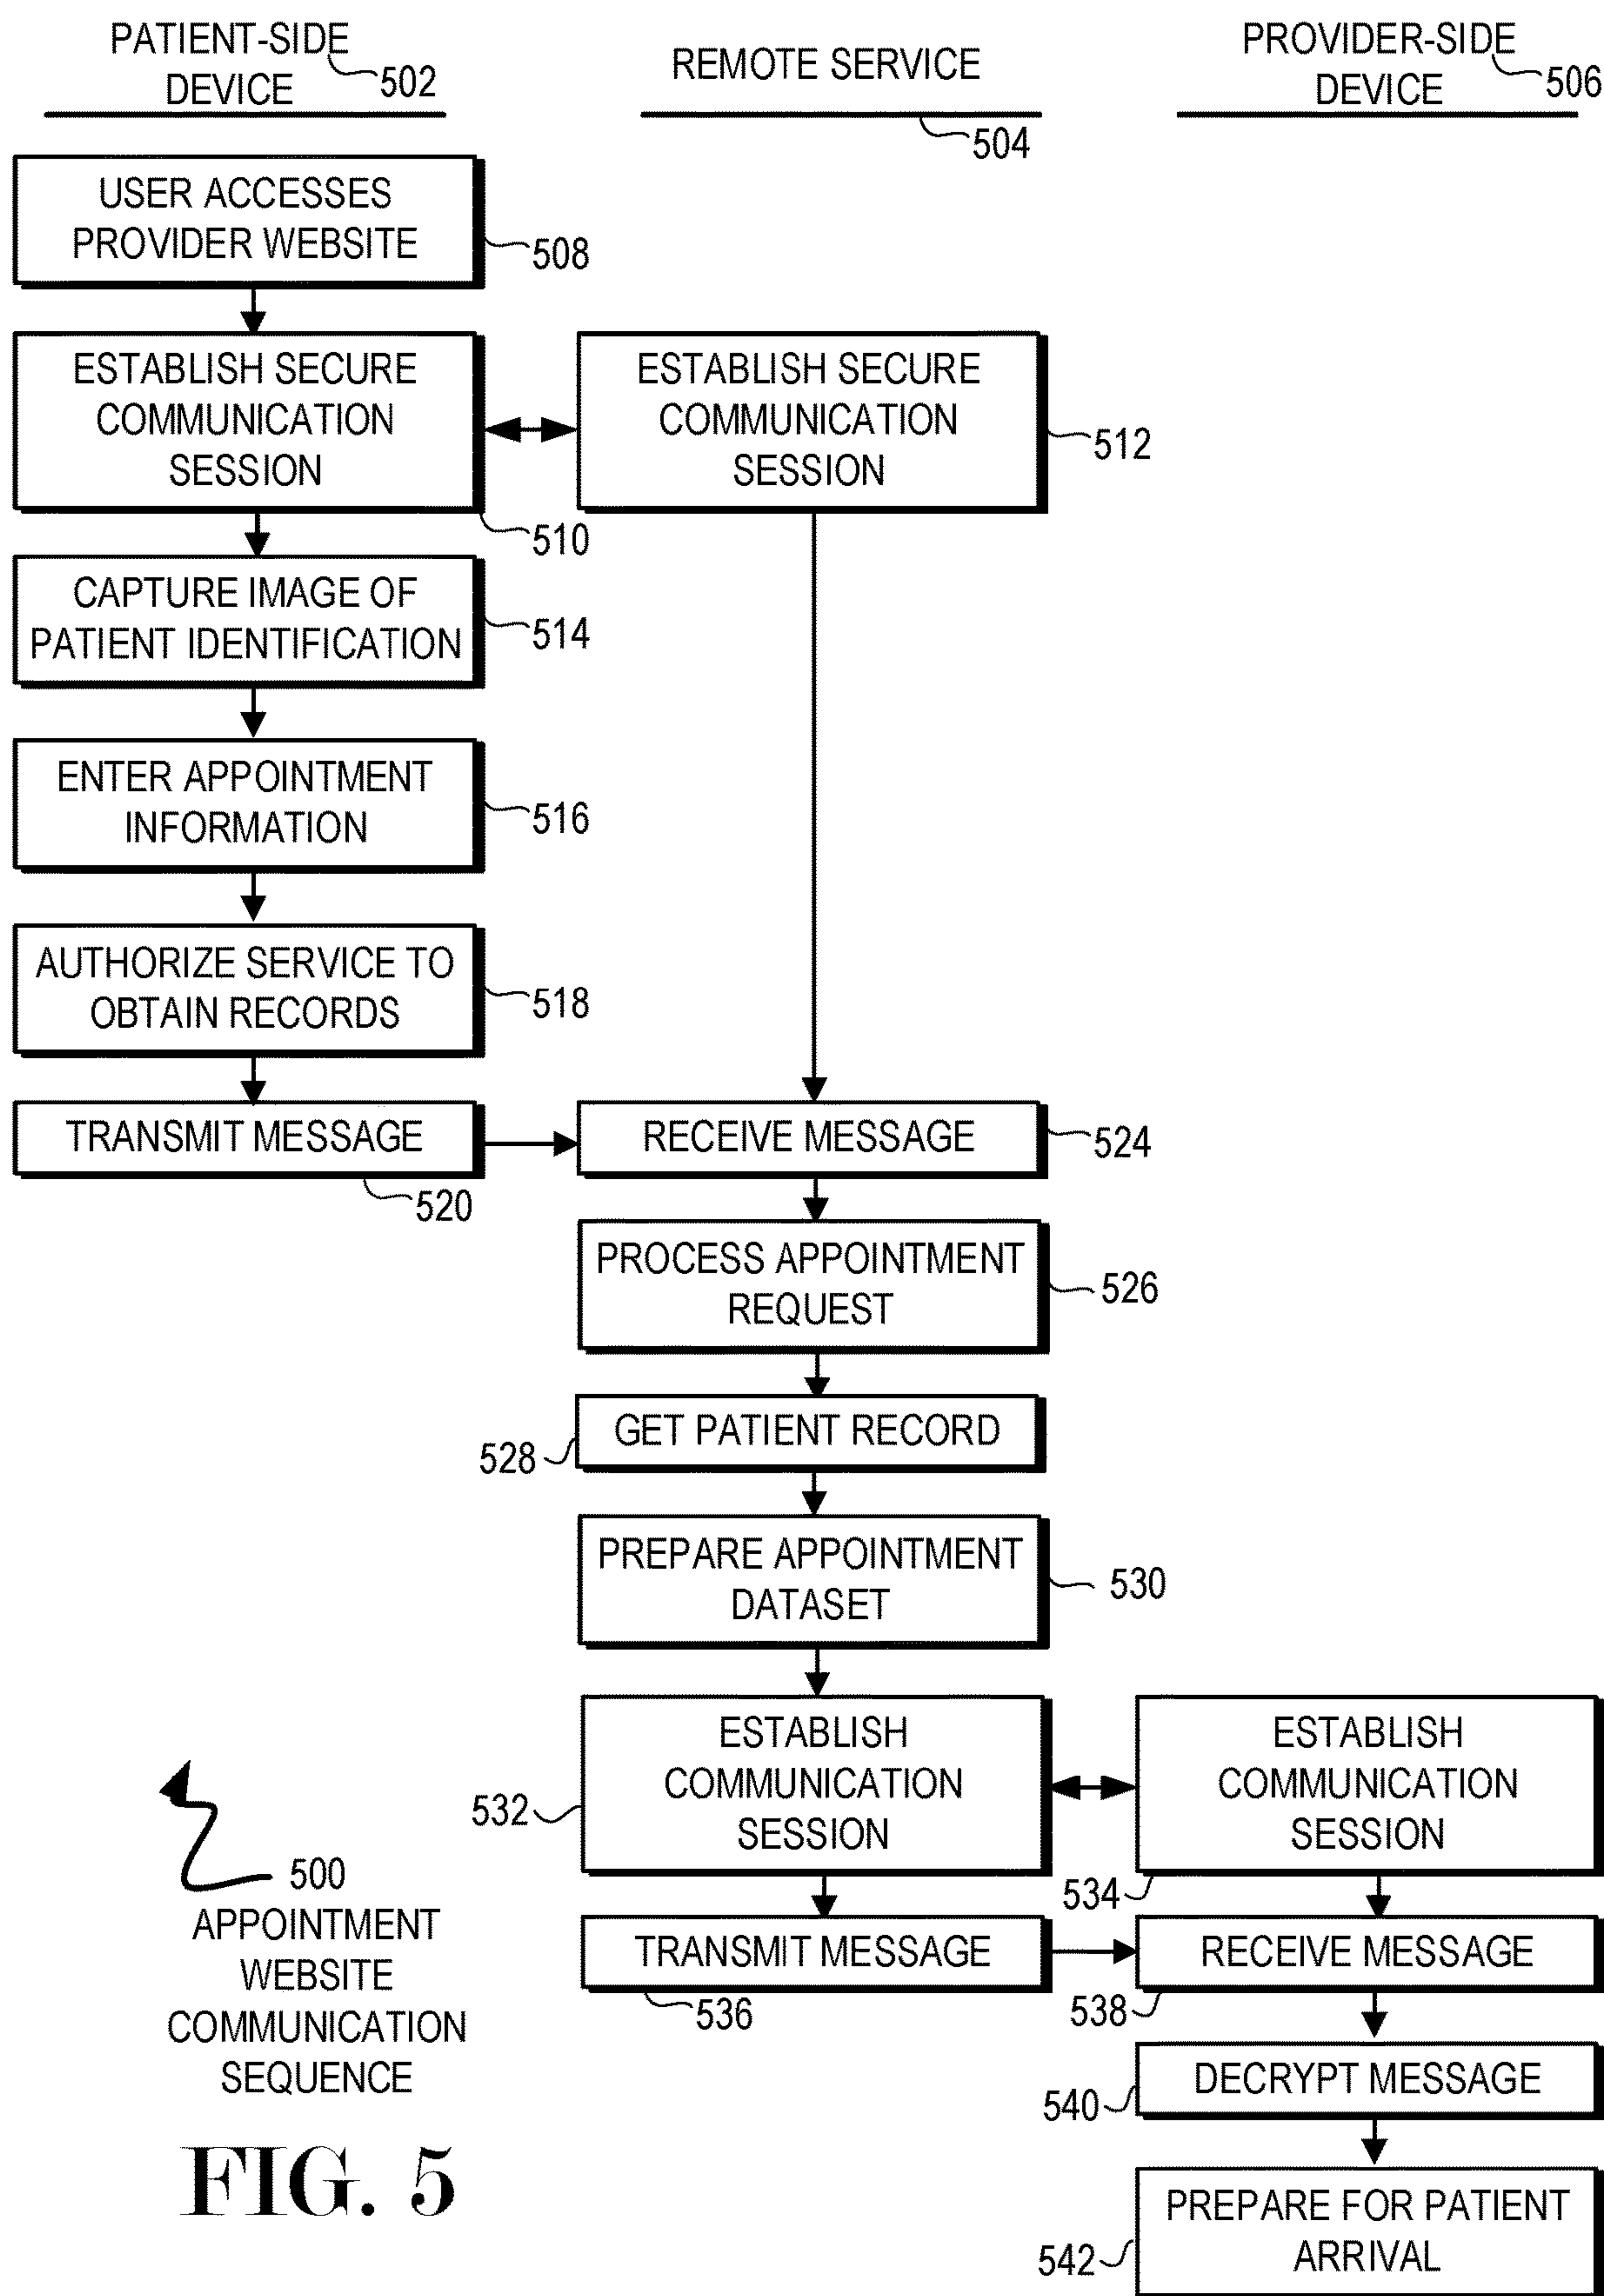 PATIENT-SIDE
DEVICE
502
REMOTE SERVICE
504
PROVIDER-SIDE
DEVICE
506
USER ACCESSES
PROVIDER WEBSITE
508
ESTABLISH SECURE
COMMUNICATION
SESSION
510
ESTABLISH SECURE
COMMUNICATION
SESSION
512
CAPTURE IMAGE OF
PATIENT IDENTIFICATION
514
ENTER APPOINTMENT
INFORMATION
516
AUTHORIZE SERVICE TO
OBTAIN RECORDS
518
TRANSMIT MESSAGE
520
RECEIVE MESSAGE
524
PROCESS APPOINTMENT
REQUEST
526
GET PATIENT RECORD
528
PREPARE APPOINTMENT
DATASET
530
ESTABLISH
COMMUNICATION
SESSION
532
ESTABLISH
COMMUNICATION
SESSION
534
TRANSMIT MESSAGE
536
RECEIVE MESSAGE
538
DECRYPT MESSAGE
540
PREPARE FOR PATIENT
ARRIVAL
542
500
APPOINTMENT
WEBSITE
COMMUNICATION
SEQUENCE
FIG. 5